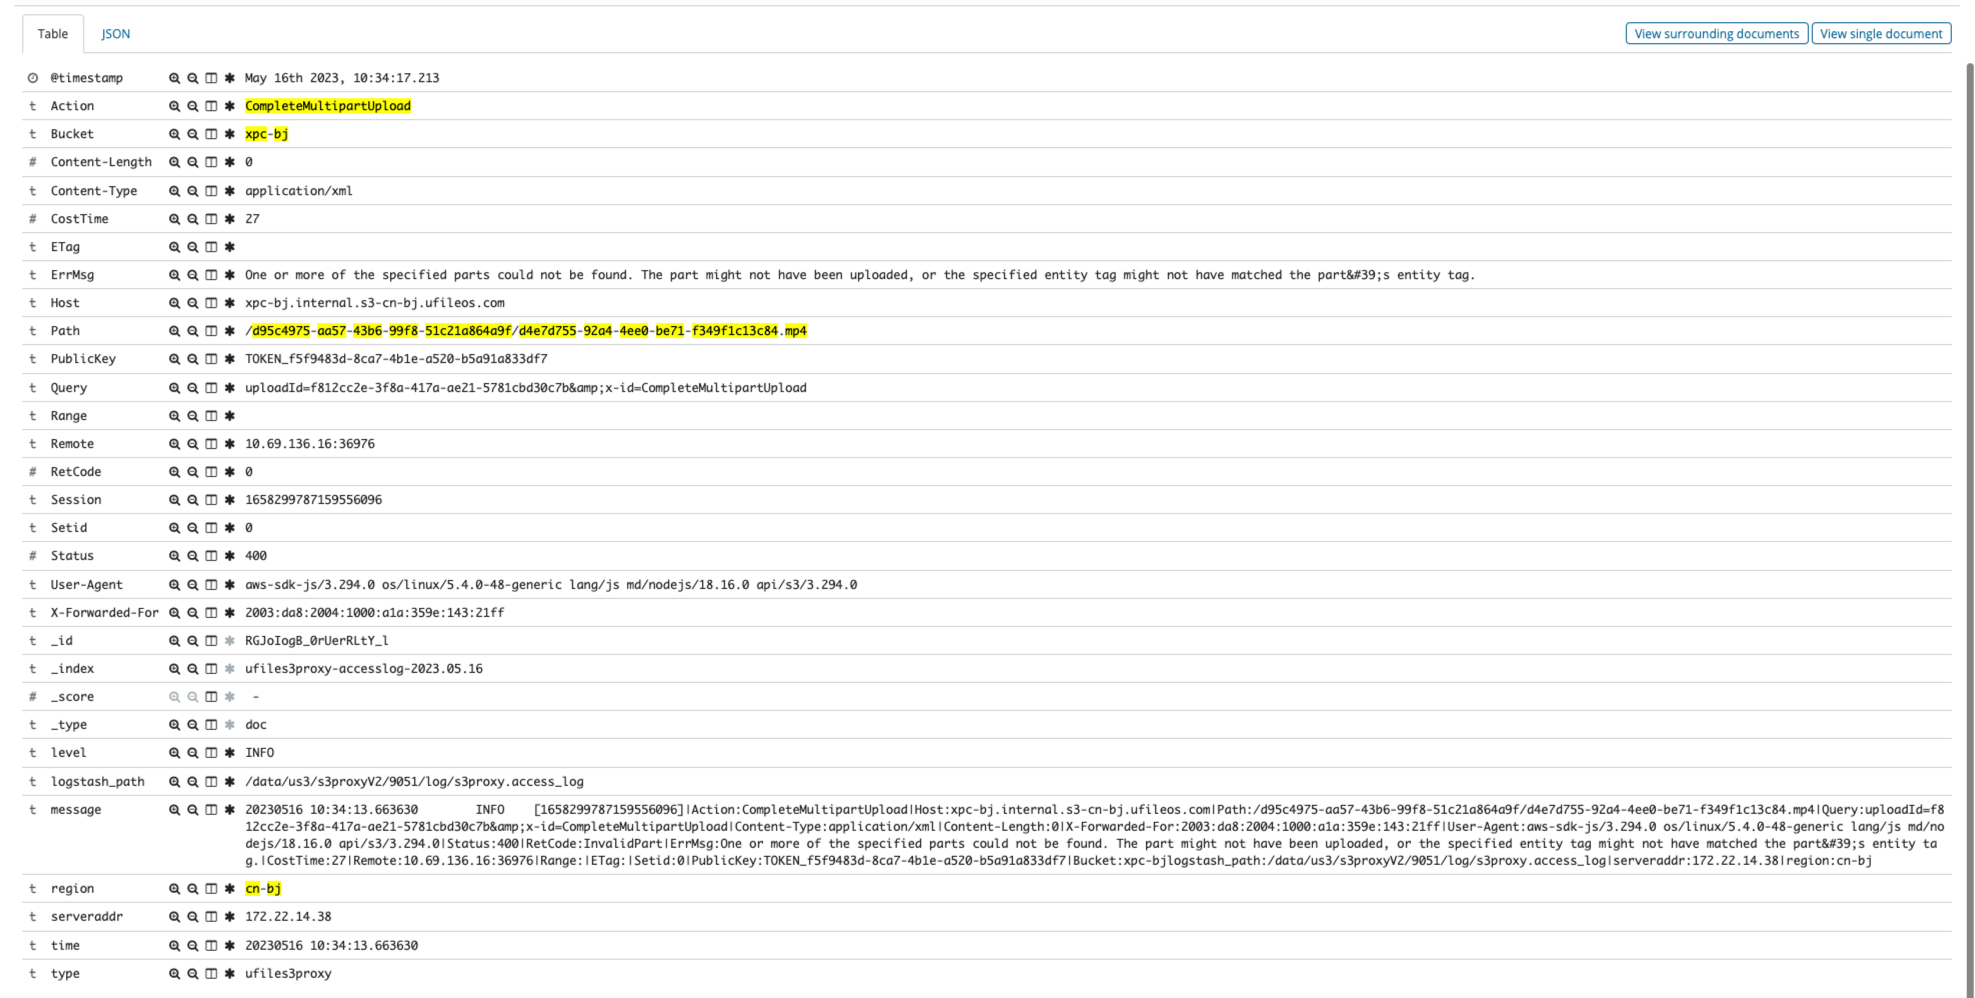 Table JSON View surrounding documents View single document
@timestamp May 16th 2023, 10:34:17.213
t Action CompleteMultipartUpload
t Bucket xpc-bj
# Content-Length 0
t Content-Type application/xml
# CostTime 27
t ETag
t ErrMsg One or more of the specified parts could not be found. The part might not have been uploaded, or the specified entity tag might not have matched the part&#39;s entity tag.
t Host xpc-bj.internal.s3-cn-bj.ufileos.com
t Path /d95c4975-aa57-43b6-99f8-51c21a864a9f/d4e7d755-92a4-4ee0-be71-f349f1c13c84.mp4
t PublicKey TOKEN_f5f9483d-8ca7-4b1e-a520-b5a91a833df7
t Query uploadId=f812cc2e-3f8a-417a-ae21-5781cbd30c7b&amp;x-id=CompleteMultipartUpload
t Range
t Remote 10.69.136.16:36976
# RetCode 0
t Session 1658299787159556096
t Setid 0
# Status 400
t User-Agent aws-sdk-js/3.294.0 os/linux/5.4.0-48-generic lang/js md/nodejs/18.16.0 api/s3/3.294.0
t X-Forwarded-For 2003:da8:2004:1000:a1a:359e:143:21ff
t _id RGJoIogB_0rUerRLtY_l
t _index ufiles3proxy-accesslog-2023.05.16
# _score -
t _type doc
t level INFO
t logstash_path /data/us3/s3proxyV2/9051/log/s3proxy.access_log
t message 20230516 10:34:13.663630 INFO [1658299787159556096]|Action:CompleteMultipartUpload|Host:xpc-bj.internal.s3-cn-bj.ufileos.com|Path:/d95c4975-aa57-43b6-99f8-51c21a864a9f/d4e7d755-92a4-4ee0-be71-f349f1c13c84.mp4|Query:uploadId=f8
12cc2e-3f8a-417a-ae21-5781cbd30c7b&amp;x-id=CompleteMultipartUpload|Content-Type:application/xml|Content-Length:0|X-Forwarded-For:2003:da8:2004:1000:a1a:359e:143:21ff|User-Agent:aws-sdk-js/3.294.0 os/linux/5.4.0-48-generic lang/js md/no
dejs/18.16.0 api/s3/3.294.0|Status:400|RetCode:InvalidPart|ErrMsg:One or more of the specified parts could not be found. The part might not have been uploaded, or the specified entity tag might not have matched the part&#39;s entity ta
g.|CostTime:27|Remote:10.69.136.16:36976|Range:|ETag:|Setid:0|PublicKey:TOKEN_f5f9483d-8ca7-4b1e-a520-b5a91a833df7|Bucket:xpc-bjlogstash_path:/data/us3/s3proxyV2/9051/log/s3proxy.access_log|serveraddr:172.22.14.38|region:cn-bj
t region cn-bj
t serveraddr 172.22.14.38
t time 20230516 10:34:13.663630
t type ufiles3proxy